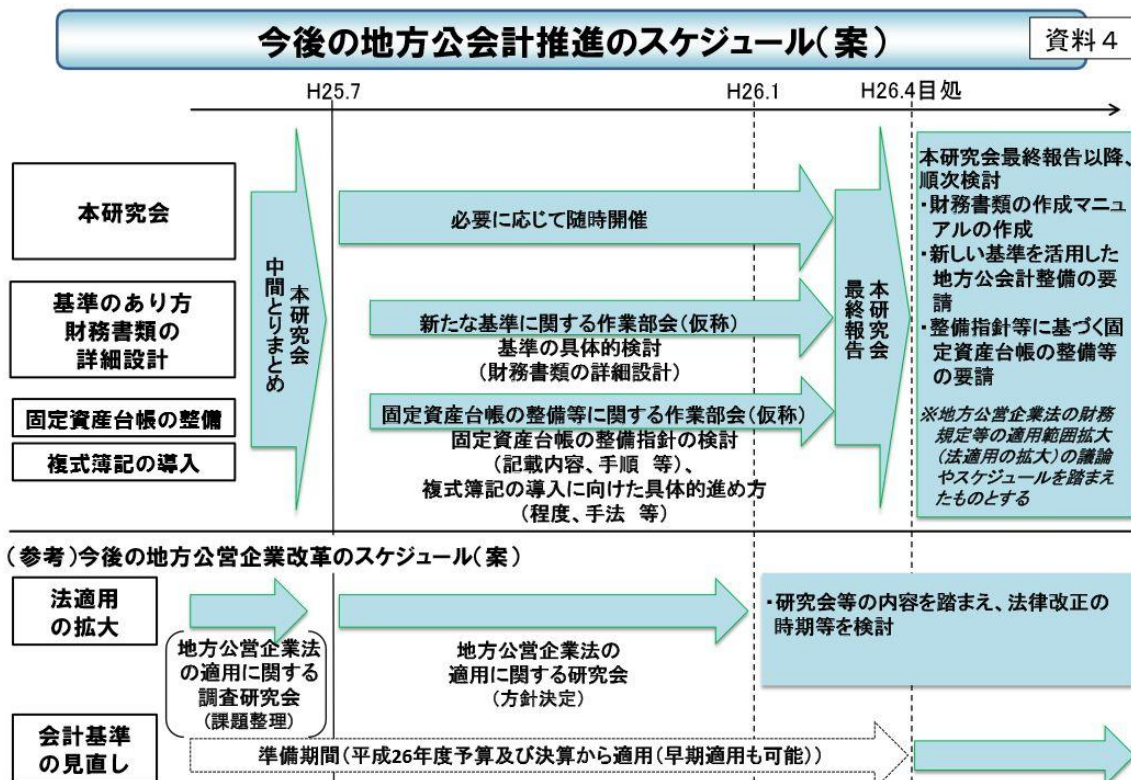 今後の地方公会計推進のスケジュール(案)
資料4
H25.7
H26.1
H26.4目処
本研究会
基準のあり方
財務書類の
詳細設計
固定資産台帳の整備
複式簿記の導入
本研究会
中間とりまとめ
必要に応じて随時開催
新たな基準に関する作業部会(仮称)
基準の具体的検討
(財務書類の詳細設計)
固定資産台帳の整備等に関する作業部会(仮称)
固定資産台帳の整備指針の検討
(記載内容、手順 等)、
複式簿記の導入に向けた具体的進め方
(程度、手法 等)
本研究会
最終報告
本研究会最終報告以降、
順次検討
・財務書類の作成マニュ
アルの作成
・新しい基準を活用した
地方公会計整備の要
請
・整備指針等に基づく固
定資産台帳の整備等
の要請
※地方公営企業法の財務
規定等の適用範囲拡大
(法適用の拡大)の議論
やスケジュールを踏まえ
たものとする
(参考)今後の地方公営企業改革のスケジュール(案)
法適用
の拡大
地方公営企業法
の適用に関する
調査研究会
(課題整理)
地方公営企業法の
適用に関する研究会
(方針決定)
・研究会等の内容を踏まえ、法律改正の
時期等を検討
会計基準
の見直し
準備期間(平成26年度予算及び決算から適用(早期適用も可能))